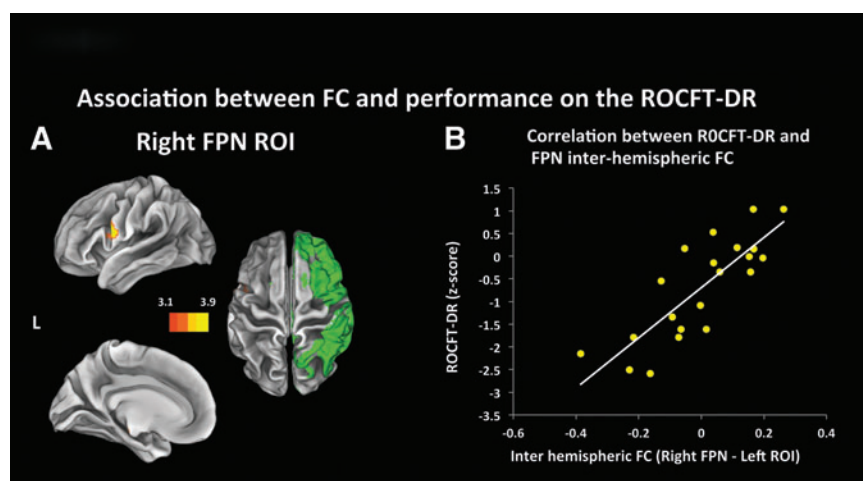 Association between FC and performance on the ROCFT-DR
A
Right FPN ROI
L
3.1 3.9
B
Correlation between R0CFT-DR and
FPN inter-hemispheric FC
ROCFT-DR (z-score)
1.5
1
0.5
0
-0.5
-1
-1.5
-2
-2.5
-3
-3.5
-0.6 -0.4 -0.2 0 0.2 0.4
Inter hemispheric FC (Right FPN - Left ROI)